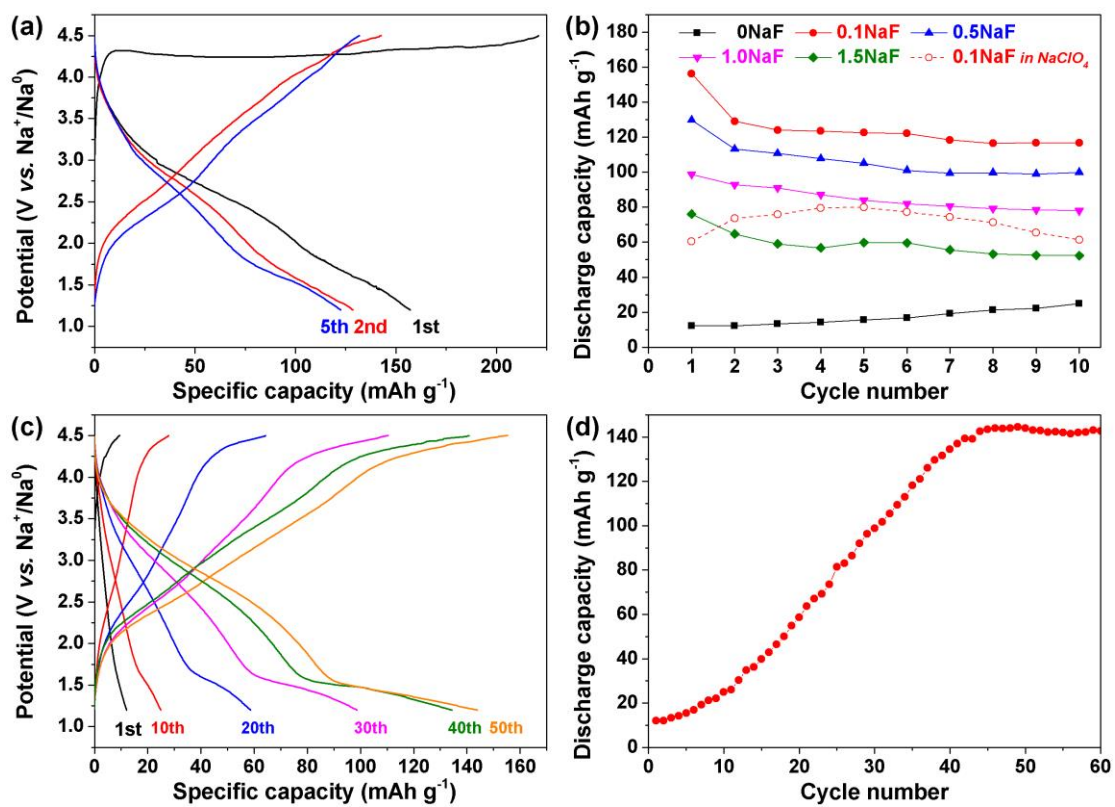 (a)
4.5
4.0
3.5
3.0
2.5
2.0
1.5
1.0
Potential (V vs. Na⁺/Na⁰)
5th 2nd 1st
0 50 100 150 200
Specific capacity (mAh g⁻¹)
(b)
180
160
140
120
100
80
60
40
20
0
Discharge capacity (mAh g⁻¹)
0NaF 0.1NaF 0.5NaF
1.0NaF 1.5NaF 0.1NaF in NaClO₄
1 2 3 4 5 6 7 8 9 10
Cycle number
(c)
4.5
4.0
3.5
3.0
2.5
2.0
1.5
1.0
Potential (V vs. Na⁺/Na⁰)
1st 10th 20th 30th 40th 50th
0 20 40 60 80 100 120 140 160
Specific capacity (mAh g⁻¹)
(d)
140
120
100
80
60
40
20
0
Discharge capacity (mAh g⁻¹)
0 10 20 30 40 50 60
Cycle number